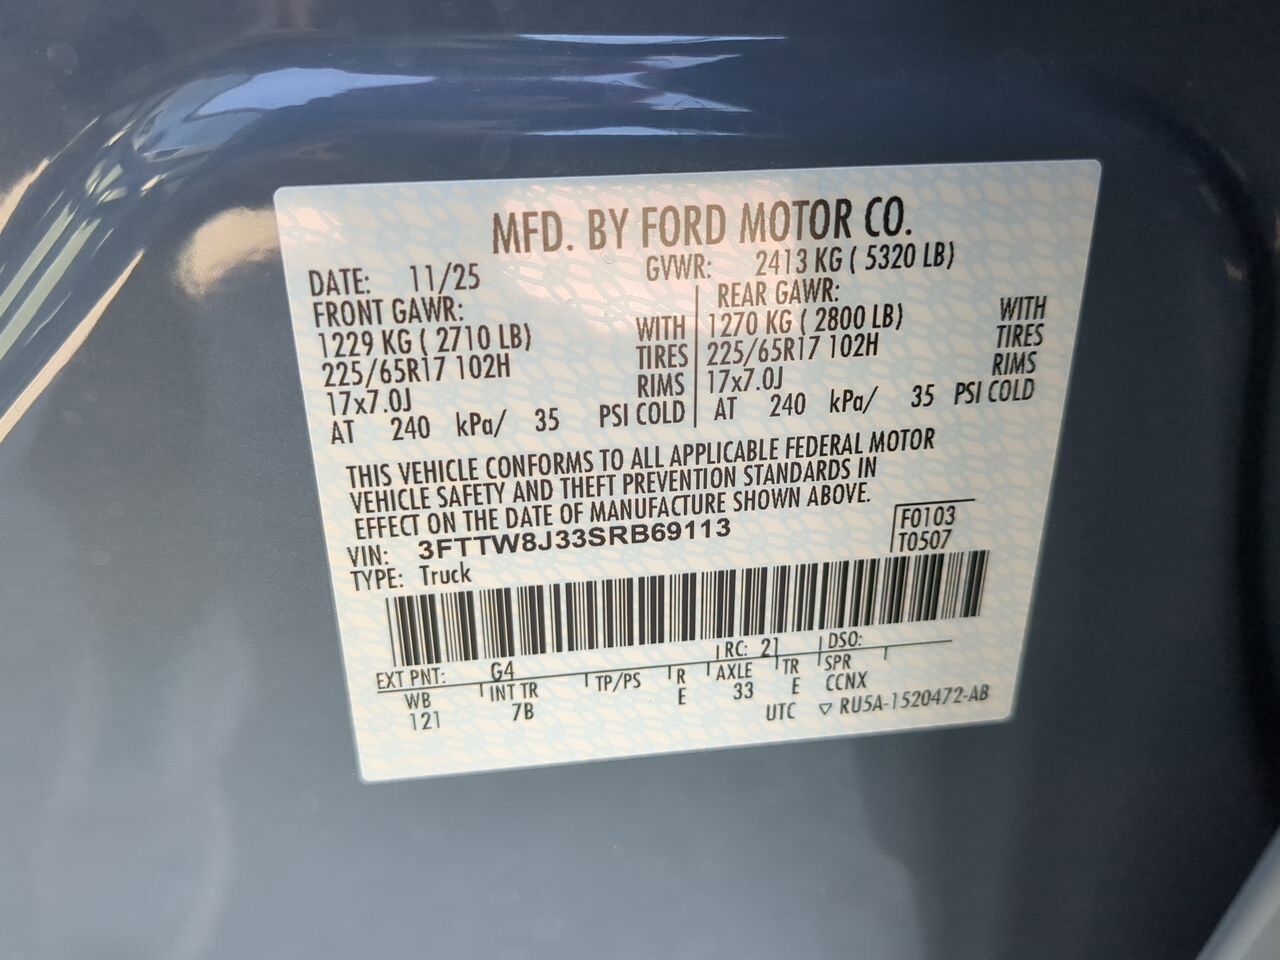 MFD. BY FORD MOTOR CO.
DATE: 11/25 GVWR: 2413 KG ( 5320 LB)
FRONT GAWR: REAR GAWR:
1229 KG ( 2710 LB) WITH 1270 KG ( 2800 LB) WITH
225/65R17 102H TIRES 225/65R17 102H TIRES
17x7.0J RIMS 17x7.0J RIMS
AT 240 kPa/ 35 PSI COLD AT 240 kPa/ 35 PSI COLD
THIS VEHICLE CONFORMS TO ALL APPLICABLE FEDERAL MOTOR
VEHICLE SAFETY AND THEFT PREVENTION STANDARDS IN
EFFECT ON THE DATE OF MANUFACTURE SHOWN ABOVE.
VIN: 3FTTW8J33SRB69113 F0103
TYPE: Truck T0507
EXT PNT: G4 RC: 21 DSO:
WB INT TR TP/PS R AXLE TR SPR
121 7B E 33 E CCNX
UTC ▽ RU5A-1520472-AB